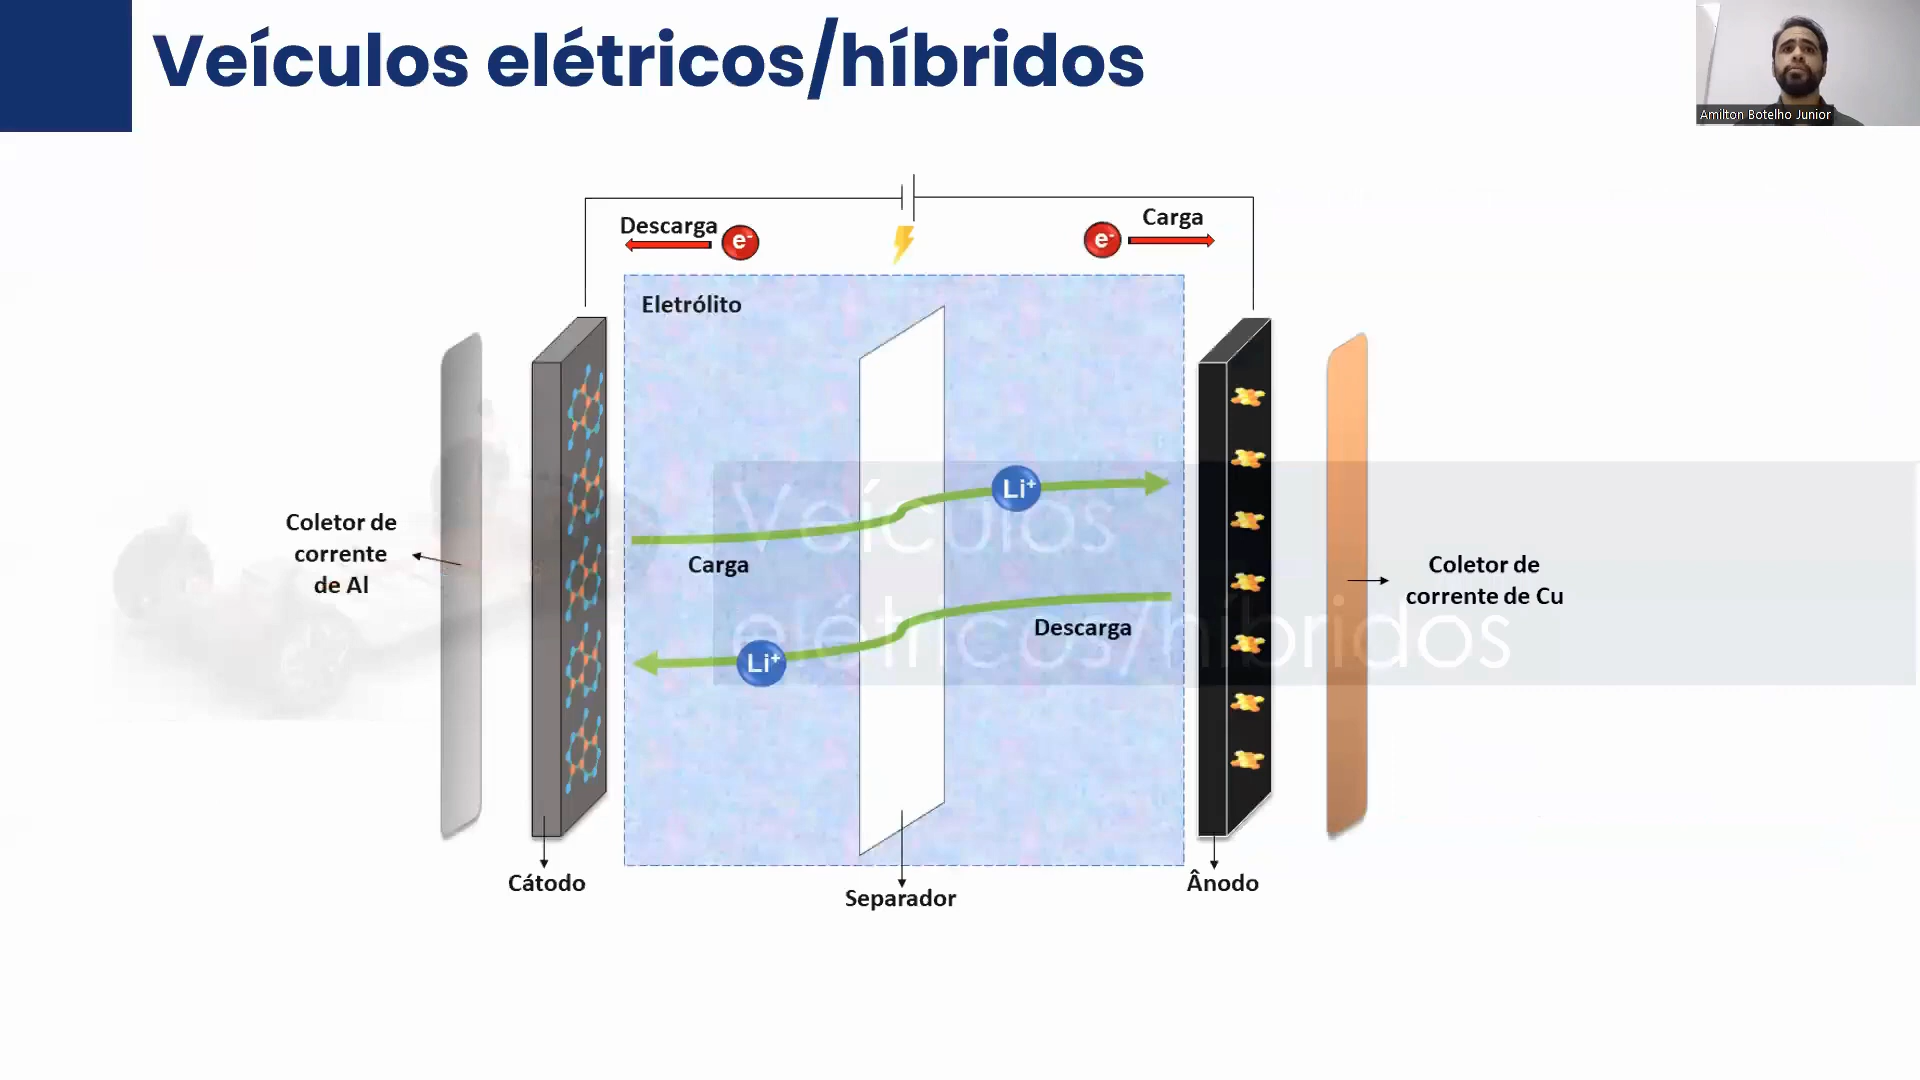 Veículos elétricos/híbridos
Amilton Botelho Junior
Descarga
e-
e-
Carga
Eletrólito
Coletor de
corrente
de Al
Li+
Carga
Veículos
elétricos/híbridos
Descarga
Li+
Coletor de
corrente de Cu
Cátodo
Separador
Ânodo